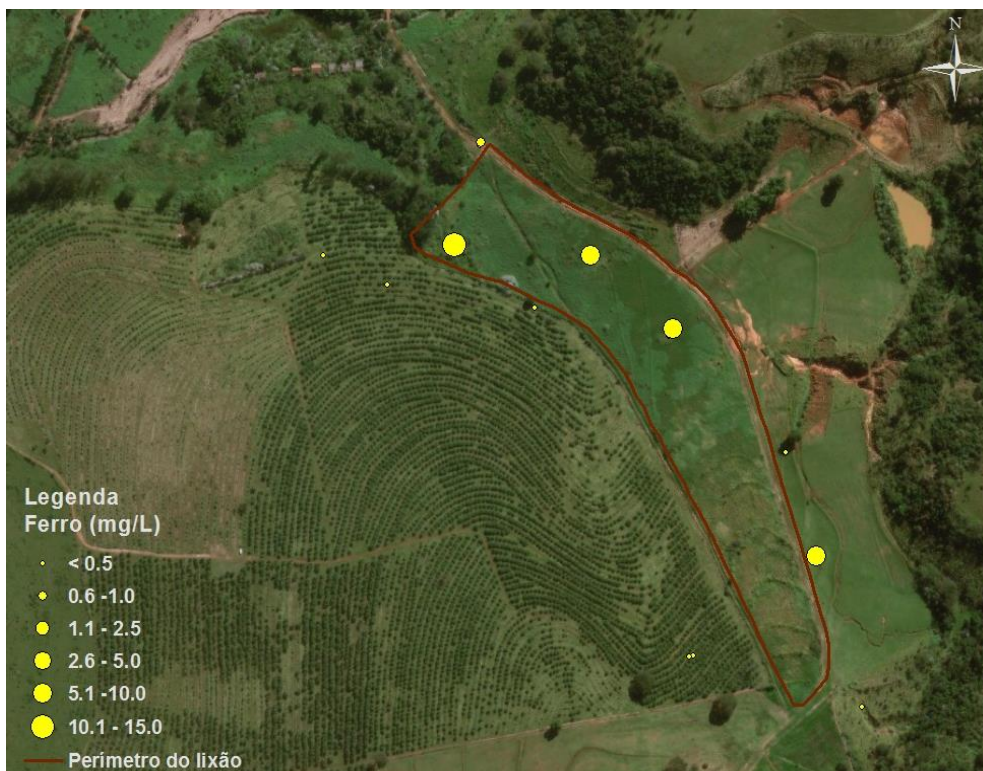 N
Legenda
Ferro (mg/L)
< 0.5
0.6 -1.0
1.1 - 2.5
2.6 - 5.0
5.1 -10.0
10.1 - 15.0
Perímetro do lixão